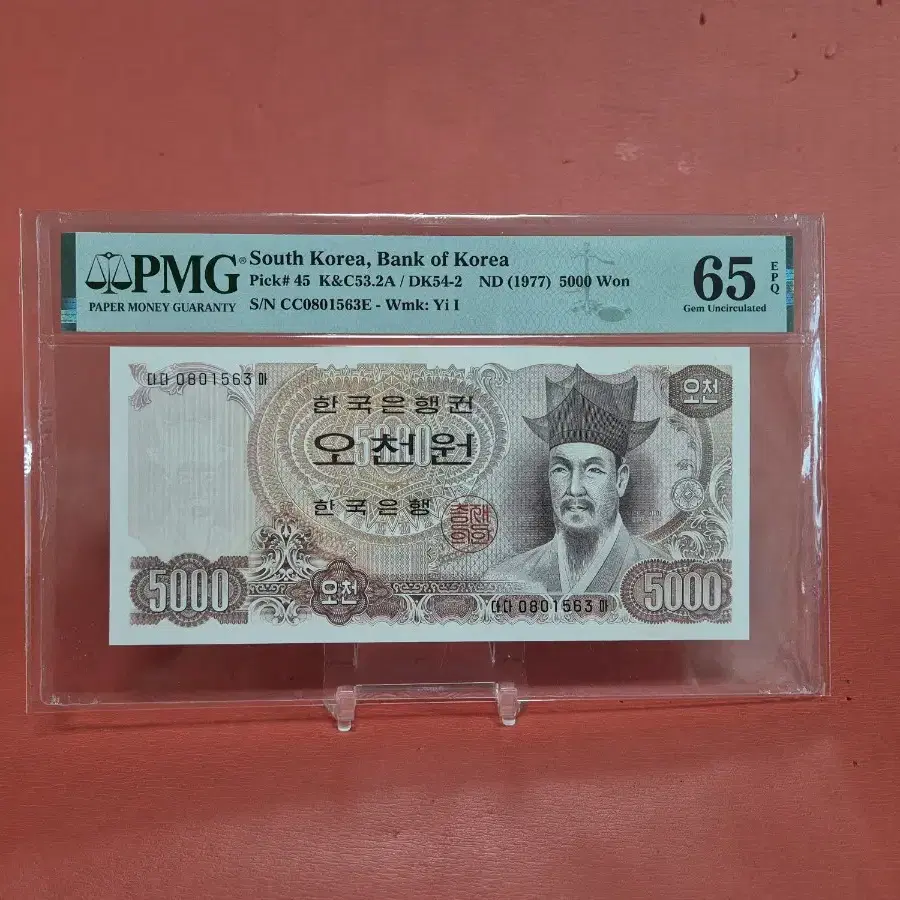 PMG® South Korea, Bank of Korea
Pick# 45 K&C53.2A / DK54-2 ND (1977) 5000 Won
PAPER MONEY GUARANTY S/N CC0801563E - Wmk: Yi I
65 EPQ
Gem Uncirculated
다다 0801563 마
오천
한국은행권
5000
오천원
한국은행
5000
오천
다다 0801563 마
5000